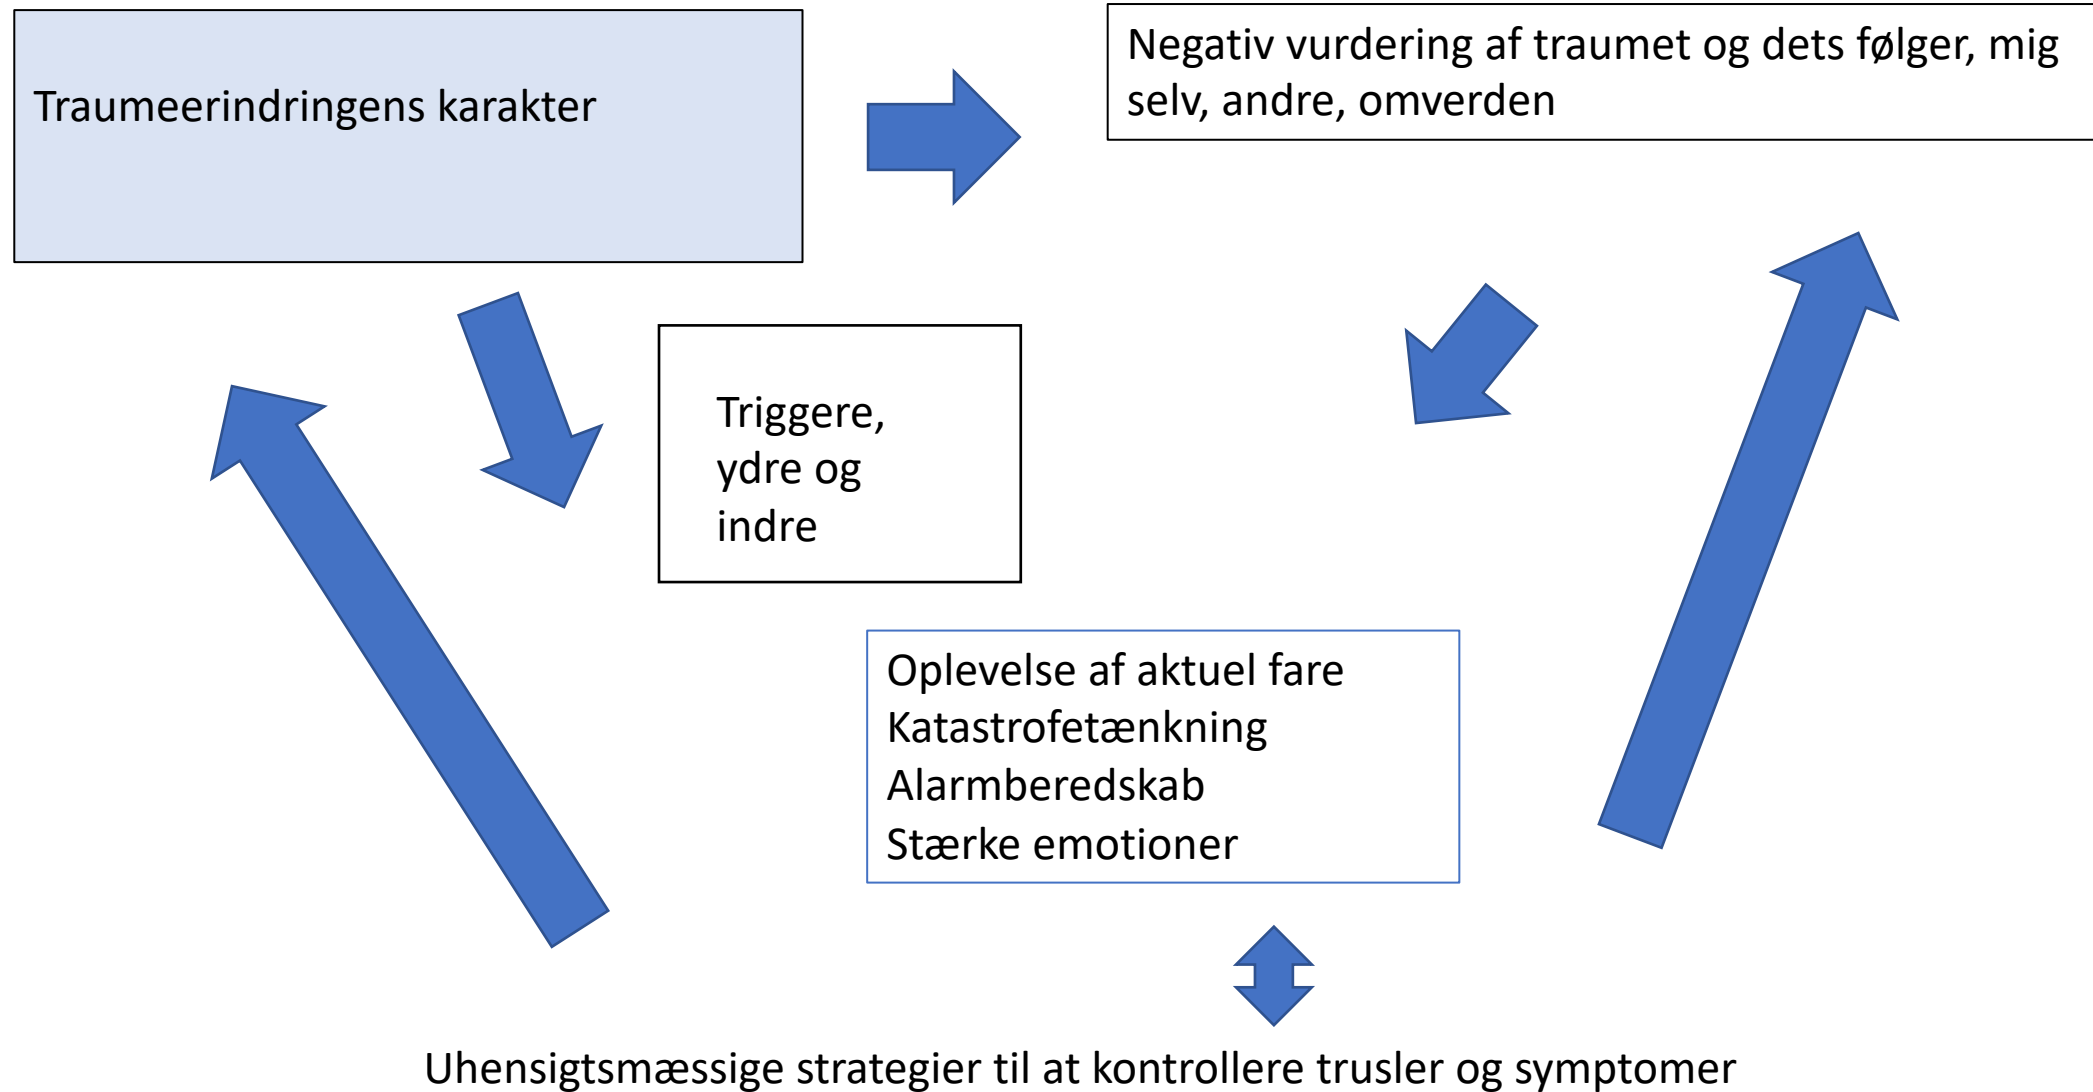 Traumeerindringens karakter
Negativ vurdering af traumet og dets følger, mig
selv, andre, omverden
Triggere,
ydre og
indre
Oplevelse af aktuel fare
Katastrofetænkning
Alarmberedskab
Stærke emotioner
Uhensigtsmæssige strategier til at kontrollere trusler og symptomer